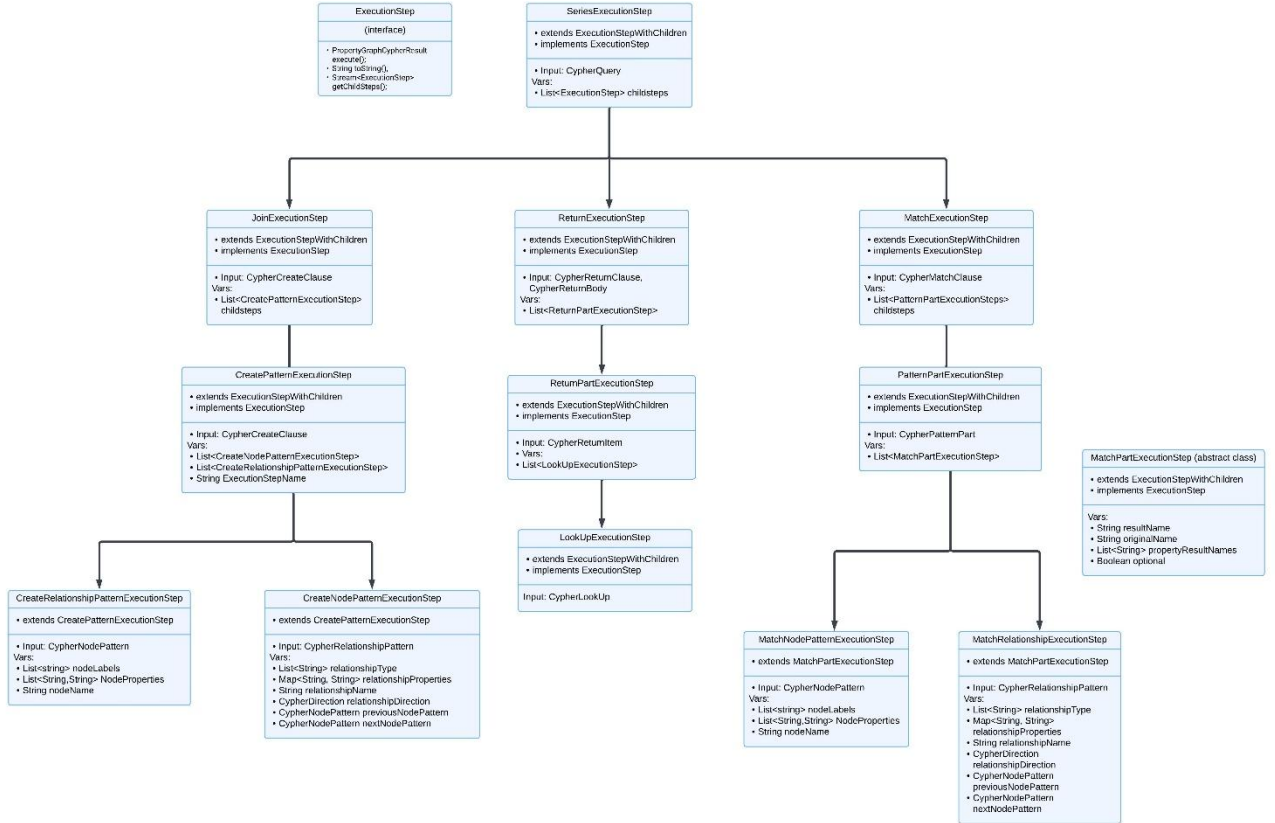 ExecutionStep
(interface)
• PropertyGraphCypherResult
execute();
• String toString(),
• Stream<ExecutionStep>
getChildSteps();
SeriesExecutionStep
• extends ExecutionStepWithChildren
• implements ExecutionStep
• Input: CypherQuery
Vars:
• List<ExecutionStep> childsteps
JoinExecutionStep
• extends ExecutionStepWithChildren
• implements ExecutionStep
• Input: CypherCreateClause
Vars:
• List<CreatePatternExecutionStep>
childsteps
ReturnExecutionStep
• extends ExecutionStepWithChildren
• implements ExecutionStep
• Input: CypherReturnClause,
CypherReturnBody
Vars:
• List<ReturnPartExecutionStep>
MatchExecutionStep
• extends ExecutionStepWithChildren
• implements ExecutionStep
• Input: CypherMatchClause
Vars:
• List<PatternPartExecutionSteps>
childsteps
CreatePatternExecutionStep
• extends ExecutionStepWithChildren
• implements ExecutionStep
• Input: CypherCreateClause
Vars:
• List<CreateNodePatternExecutionStep>
• List<CreateRelationshipPatternExecutionStep>
• String ExecutionStepName
ReturnPartExecutionStep
• extends ExecutionStepWithChildren
• implements ExecutionStep
• Input: CypherReturnItem
• Vars:
• List<LookUpExecutionStep>
PatternPartExecutionStep
• extends ExecutionStepWithChildren
• implements ExecutionStep
• Input: CypherPatternPart
Vars:
• List<MatchPartExecutionStep>
MatchPartExecutionStep (abstract class)
• extends ExecutionStepWithChildren
• implements ExecutionStep
Vars:
• String resultName
• String originalName
• List<String> propertyResultNames
• Boolean optional
LookUpExecutionStep
• extends ExecutionStepWithChildren
• implements ExecutionStep
Input: CypherLookUp
CreateRelationshipPatternExecutionStep
• extends CreatePatternExecutionStep
• Input: CypherNodePattern
Vars:
• List<string> nodeLabels
• List<String,String> NodeProperties
• String nodeName
CreateNodePatternExecutionStep
• extends CreatePatternExecutionStep
• Input: CypherRelationshipPattern
Vars:
• List<String> relationshipType
• Map<String, String> relationshipProperties
• String relationshipName
• CypherDirection relationshipDirection
• CypherNodePattern previousNodePattern
• CypherNodePattern nextNodePattern
MatchNodePatternExecutionStep
• extends MatchPartExecutionStep
• Input: CypherNodePattern
Vars:
• List<string> nodeLabels
• List<String,String> NodeProperties
• String nodeName
MatchRelationshipExecutionStep
• extends MatchPartExecutionStep
• Input: CypherRelationshipPattern
Vars:
• List<String> relationshipType
• Map<String, String>
relationshipProperties
• String relationshipName
• CypherDirection
relationshipDirection
• CypherNodePattern
previousNodePattern
• CypherNodePattern
nextNodePattern